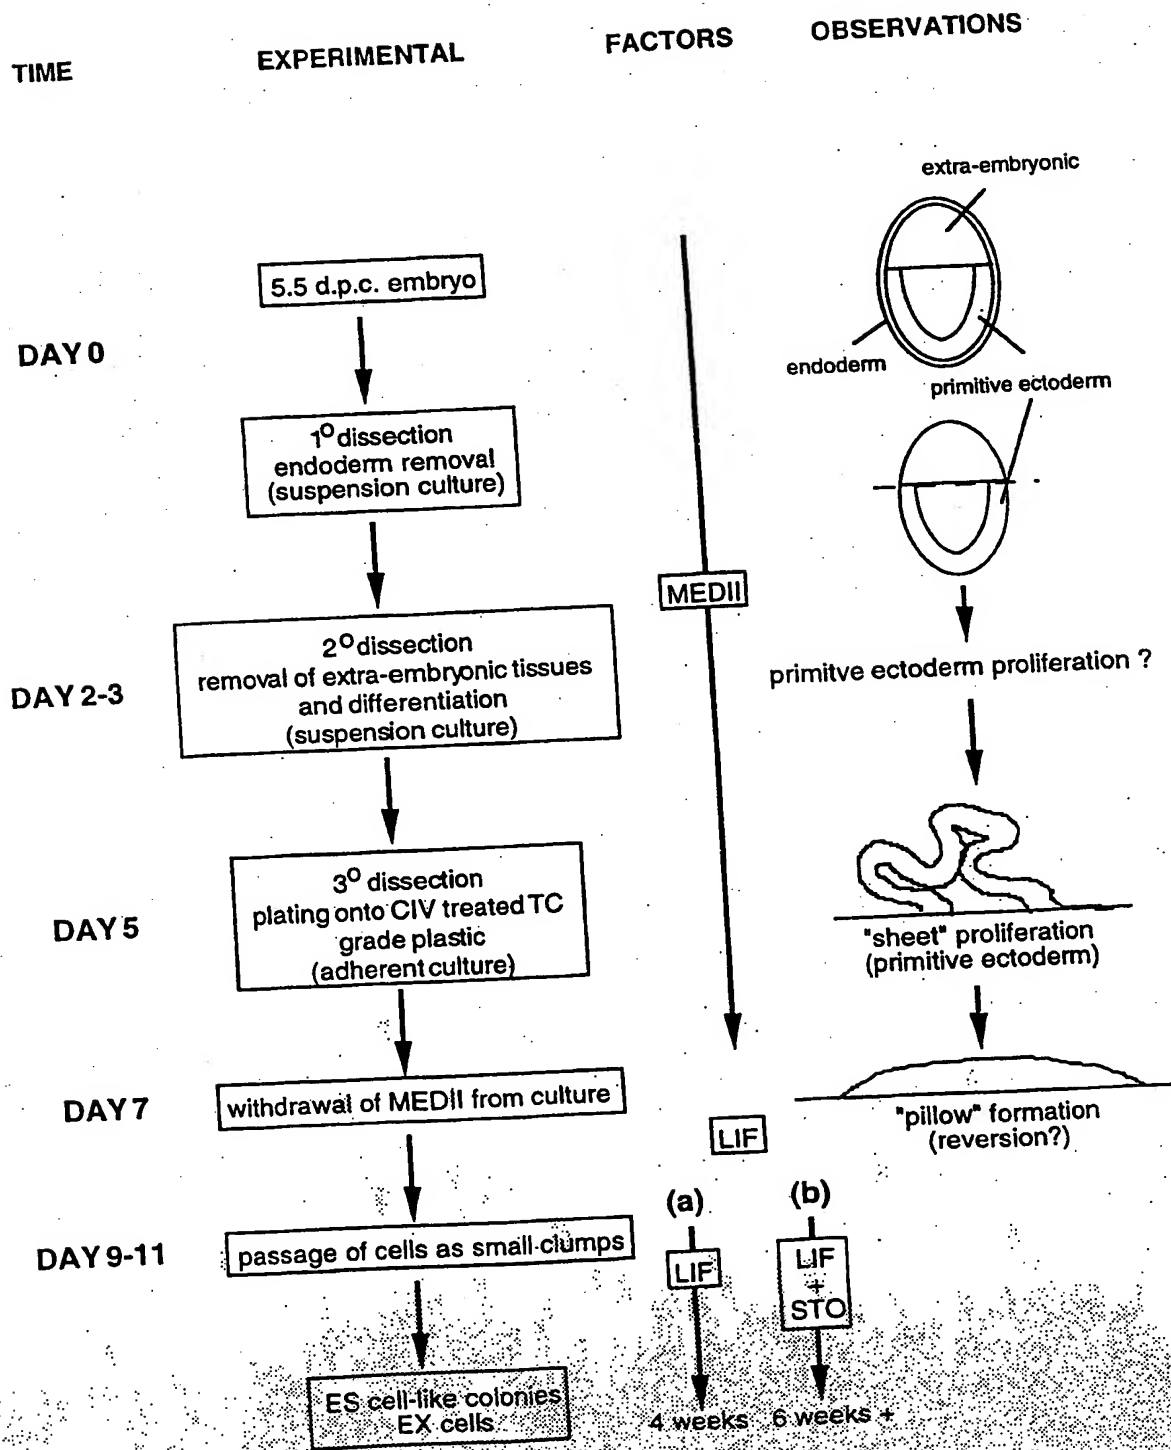 TIME
EXPERIMENTAL
FACTORS
OBSERVATIONS
extra-embryonic
5.5 d.p.c. embryo
DAY 0
endoderm
primitive ectoderm
1o dissection
endoderm removal
(suspension culture)
MEDII
2o dissection
removal of extra-embryonic tissues
and differentiation
(suspension culture)
DAY 2-3
primitve ectoderm proliferation ?
3o dissection
plating onto CIV treated TC
grade plastic
(adherent culture)
DAY 5
"sheet" proliferation
(primitive ectoderm)
DAY 7
withdrawal of MEDII from culture
"pillow" formation
(reversion?)
LIF
(a)
(b)
DAY 9-11
passage of cells as small clumps
LIF
LIF
+
STO
ES cell-like colonies
EX cells
4 weeks
6 weeks +